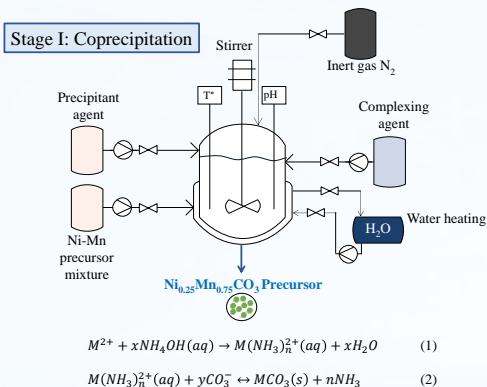 Stage I: Coprecipitation
Stirrer
Inert gas N₂
T°
pH
Precipitant
agent
Complexing
agent
Ni-Mn
precursor
mixture
H₂O
Water heating
Ni₀.₂₅Mn₀.₇₅CO₃ Precursor
M²⁺ + xNH₄OH(aq) → M(NH₃)ₙ²⁺(aq) + xH₂O (1)
M(NH₃)ₙ²⁺(aq) + yCO₃⁻ ↔ MCO₃(s) + nNH₃ (2)